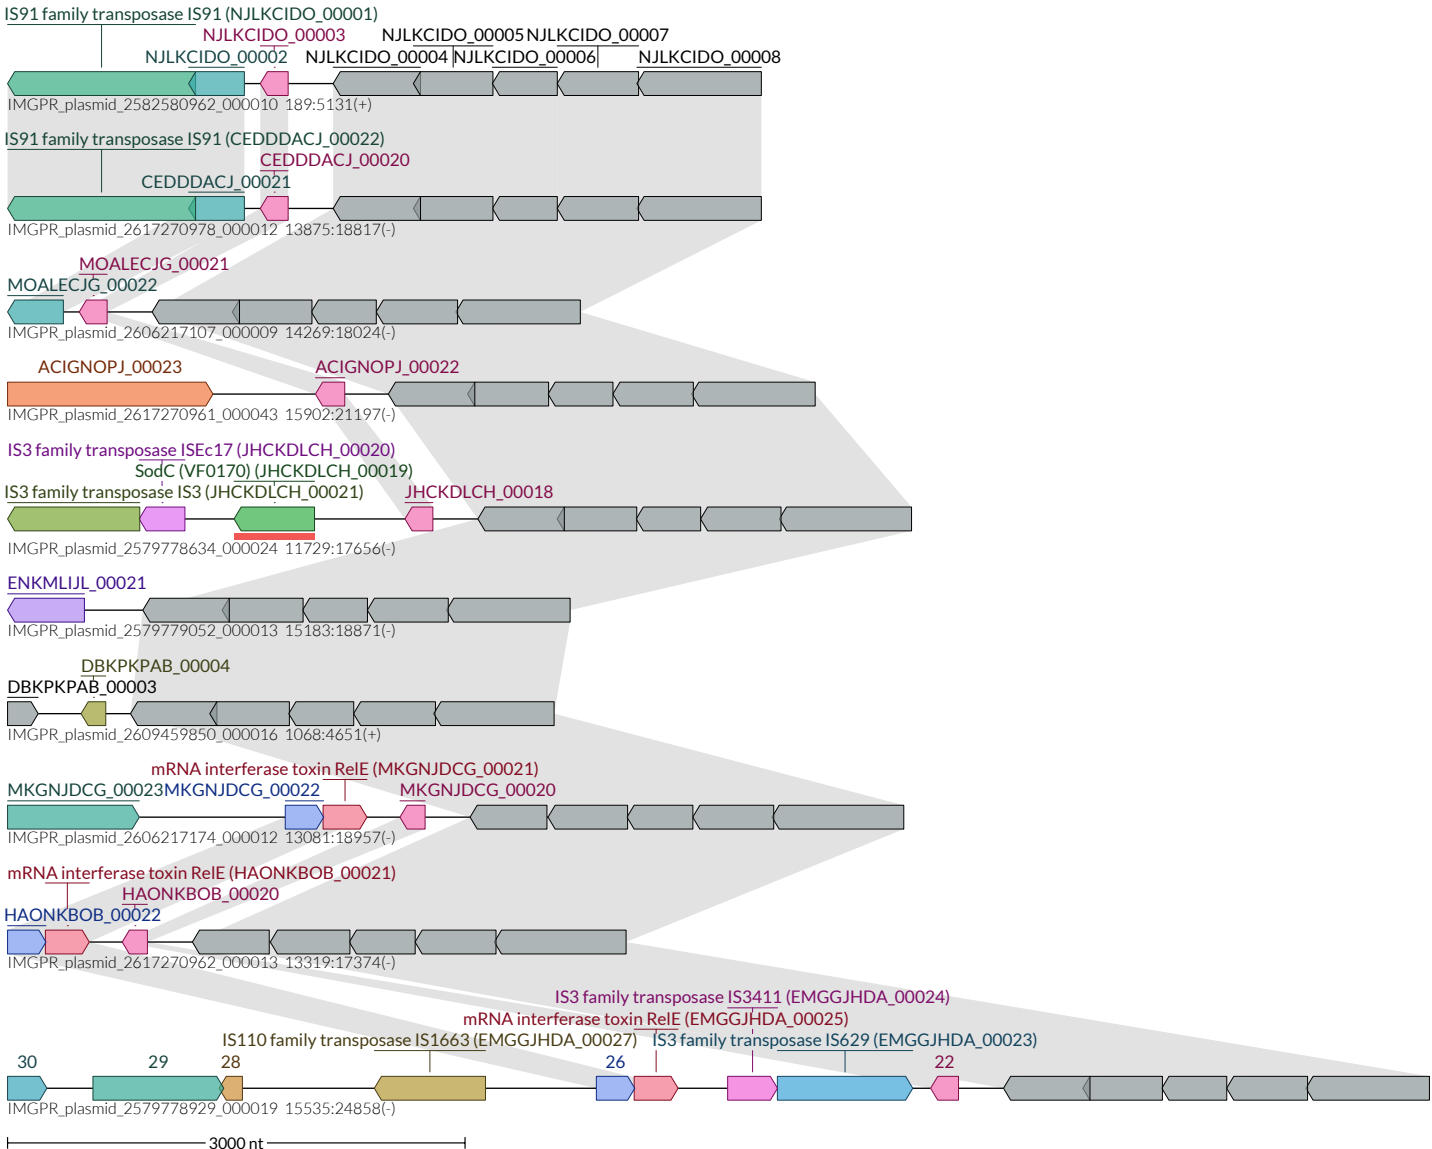 IS91 family transposase IS91 (NJLKCIDO_00001)
NJLKCIDO_00003 NJLKCIDO_00005 NJLKCIDO_00007
NJLKCIDO_00002 NJLKCIDO_00004 NJLKCIDO_00006 NJLKCIDO_00008
IMGPR_plasmid_2582580962_000010 189:5131(+)
IS91 family transposase IS91 (CEDDDACJ_00022)
CEDDDACJ_00020
CEDDDACJ_00021
IMGPR_plasmid_2617270978_000012 13875:18817(-)
MOALECJG_00021
MOALECJG_00022
IMGPR_plasmid_2606217107_000009 14269:18024(-)
ACIGNOPJ_00023 ACIGNOPJ_00022
IMGPR_plasmid_2617270961_000043 15902:21197(-)
IS3 family transposase ISEc17 (JHCKDLCH_00020)
SodC (VF0170) (JHCKDLCH_00019)
IS3 family transposase IS3 (JHCKDLCH_00021) JHCKDLCH_00018
IMGPR_plasmid_2579778634_000024 11729:17656(-)
ENKMLIJL_00021
IMGPR_plasmid_2579779052_000013 15183:18871(-)
DBKPKPAB_00004
DBKPKPAB_00003
IMGPR_plasmid_2609459850_000016 1068:4651(+)
mRNA interferase toxin RelE (MKGNJDCG_00021)
MKGNJDCG_00023 MKGNJDCG_00022 MKGNJDCG_00020
IMGPR_plasmid_2606217174_000012 13081:18957(-)
mRNA interferase toxin RelE (HAONKBOB_00021)
HAONKBOB_00020
HAONKBOB_00022
IMGPR_plasmid_2617270962_000013 13319:17374(-)
IS3 family transposase IS3411 (EMGGJHDA_00024)
mRNA interferase toxin RelE (EMGGJHDA_00025)
IS110 family transposase IS1663 (EMGGJHDA_00027) IS3 family transposase IS629 (EMGGJHDA_00023)
30 29 28 26 22
IMGPR_plasmid_2579778929_000019 15535:24858(-)
3000 nt